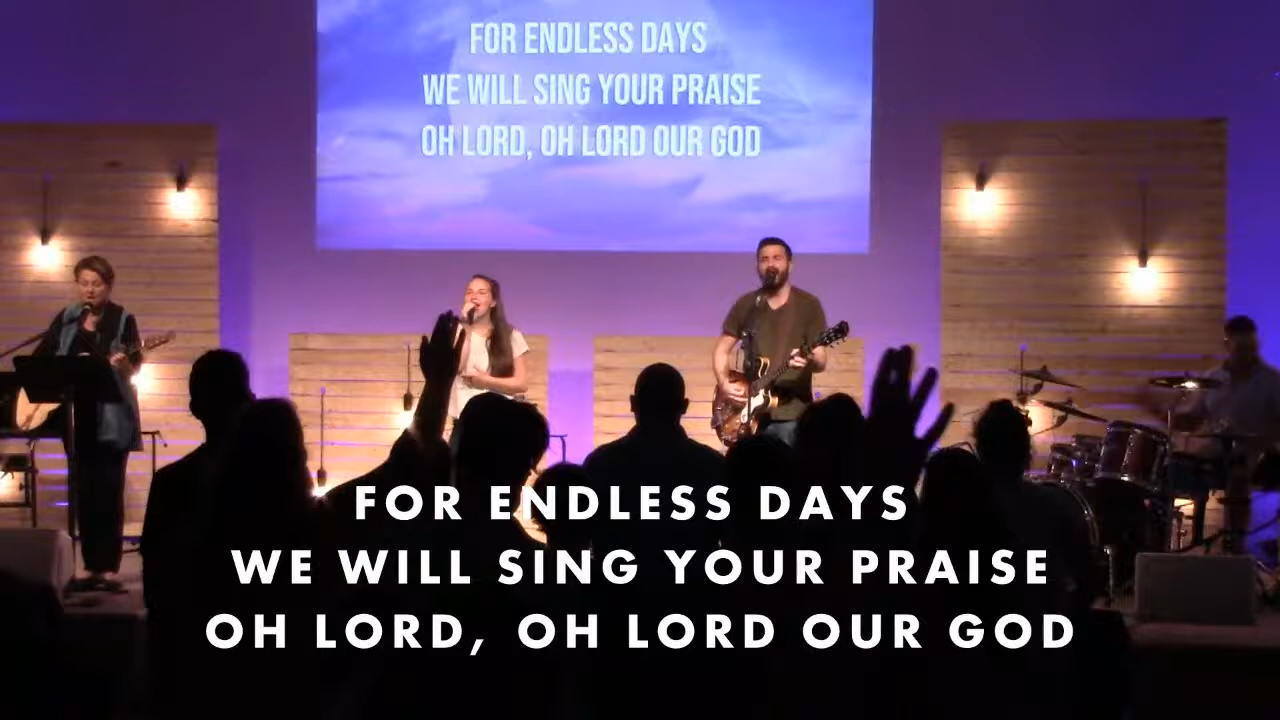 FOR ENDLESS DAYS
WE WILL SING YOUR PRAISE
OH LORD, OH LORD OUR GOD
FOR ENDLESS DAYS
WE WILL SING YOUR PRAISE
OH LORD, OH LORD OUR GOD